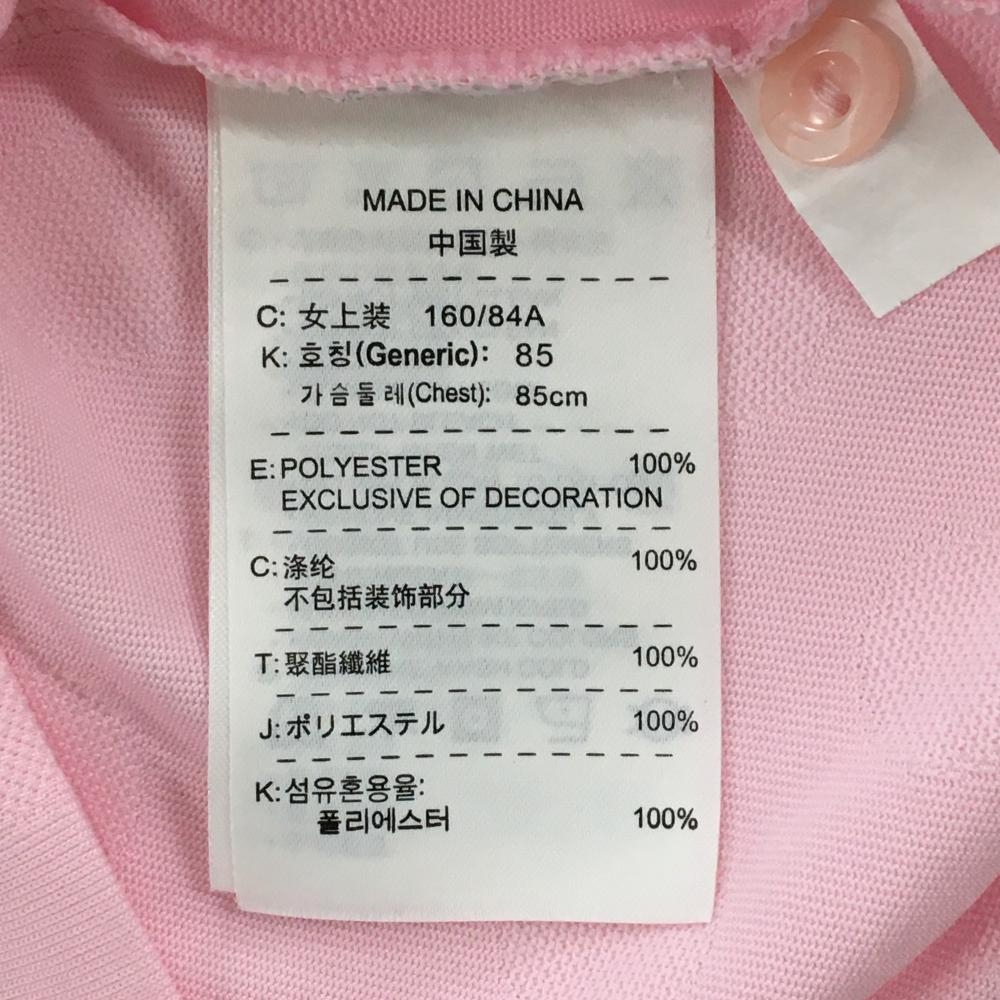 MADE IN CHINA
中国製
C: 女上装 160/84A
K: 호칭(Generic): 85
가슴둘레(Chest): 85cm
E: POLYESTER 100%
EXCLUSIVE OF DECORATION
C: 涤纶 100%
不包括装饰部分
T: 聚酯纖維 100%
J: ポリエステル 100%
K: 섬유혼용율:
폴리에스터 100%